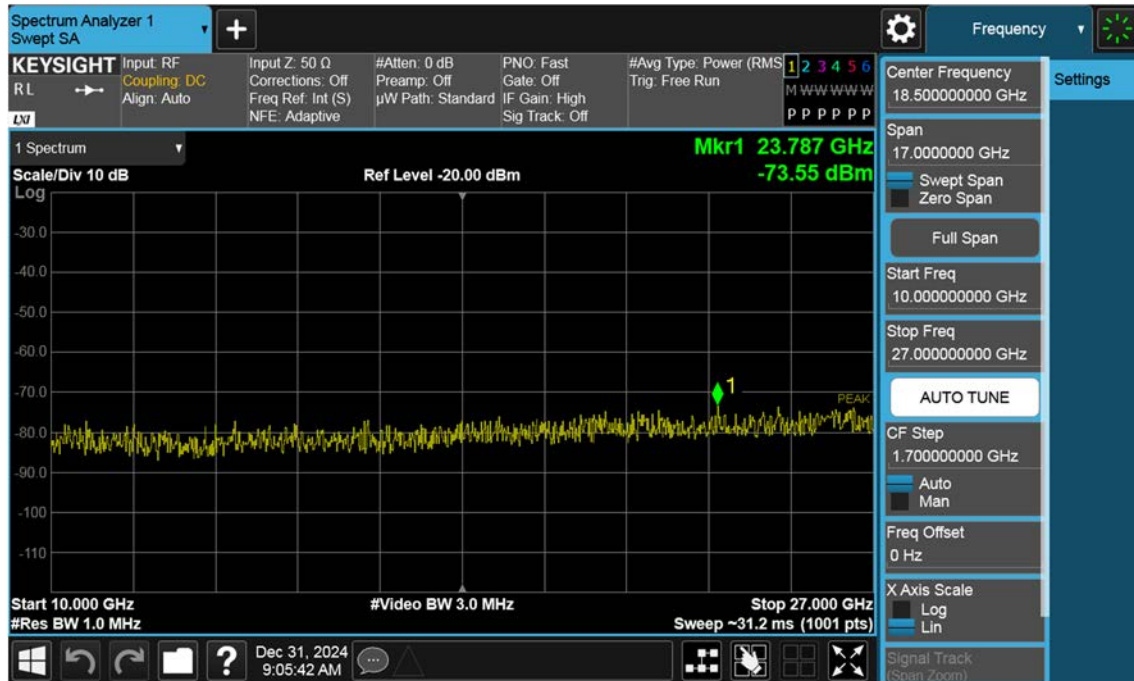 Spectrum Analyzer 1
Swept SA
Frequency
KEYSIGHT
RL
LXI
Input: RF
Coupling: DC
Align: Auto
Input Z: 50 Ω
Corrections: Off
Freq Ref: Int (S)
NFE: Adaptive
#Atten: 0 dB
Preamp: Off
µW Path: Standard
PNO: Fast
Gate: Off
IF Gain: High
Sig Track: Off
#Avg Type: Power (RMS
Trig: Free Run
1 2 3 4 5 6
M W W W W W
P P P P P P
1 Spectrum
Scale/Div 10 dB
Ref Level -20.00 dBm
Mkr1 23.787 GHz
-73.55 dBm
Log
-30.0
-40.0
-50.0
-60.0
-70.0
-80.0
-90.0
-100
-110
1
PEAK
Start 10.000 GHz
#Res BW 1.0 MHz
#Video BW 3.0 MHz
Stop 27.000 GHz
Sweep ~31.2 ms (1001 pts)
Dec 31, 2024
9:05:42 AM
Center Frequency
18.500000000 GHz
Span
17.0000000 GHz
Swept Span
Zero Span
Full Span
Start Freq
10.000000000 GHz
Stop Freq
27.000000000 GHz
AUTO TUNE
CF Step
1.700000000 GHz
Auto
Man
Freq Offset
0 Hz
X Axis Scale
Log
Lin
Signal Track
(Span Zoom)
Settings